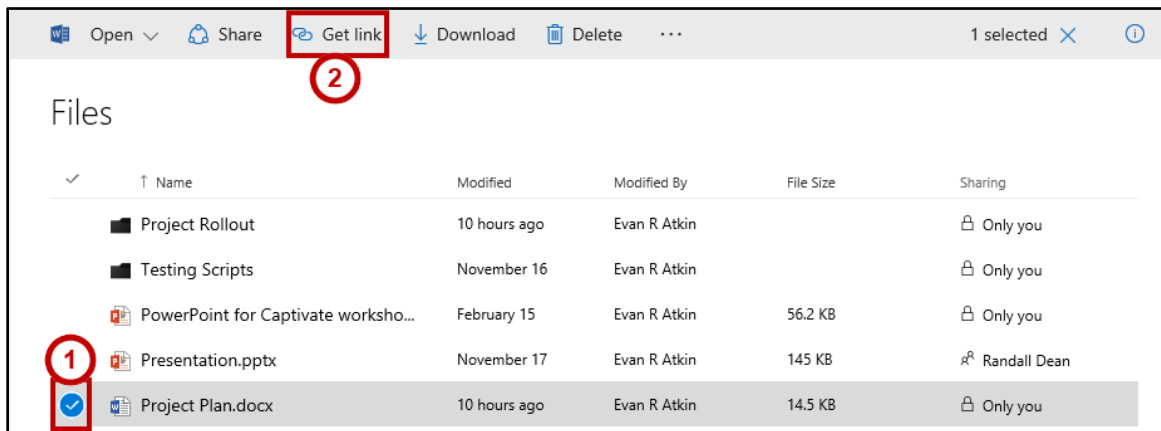 Open Share Get link Download Delete ... 1 selected
2
Files
Name Modified Modified By File Size Sharing
Project Rollout 10 hours ago Evan R Atkin Only you
Testing Scripts November 16 Evan R Atkin Only you
PowerPoint for Captivate worksho... February 15 Evan R Atkin 56.2 KB Only you
1 Presentation.pptx November 17 Evan R Atkin 145 KB Randall Dean
Project Plan.docx 10 hours ago Evan R Atkin 14.5 KB Only you